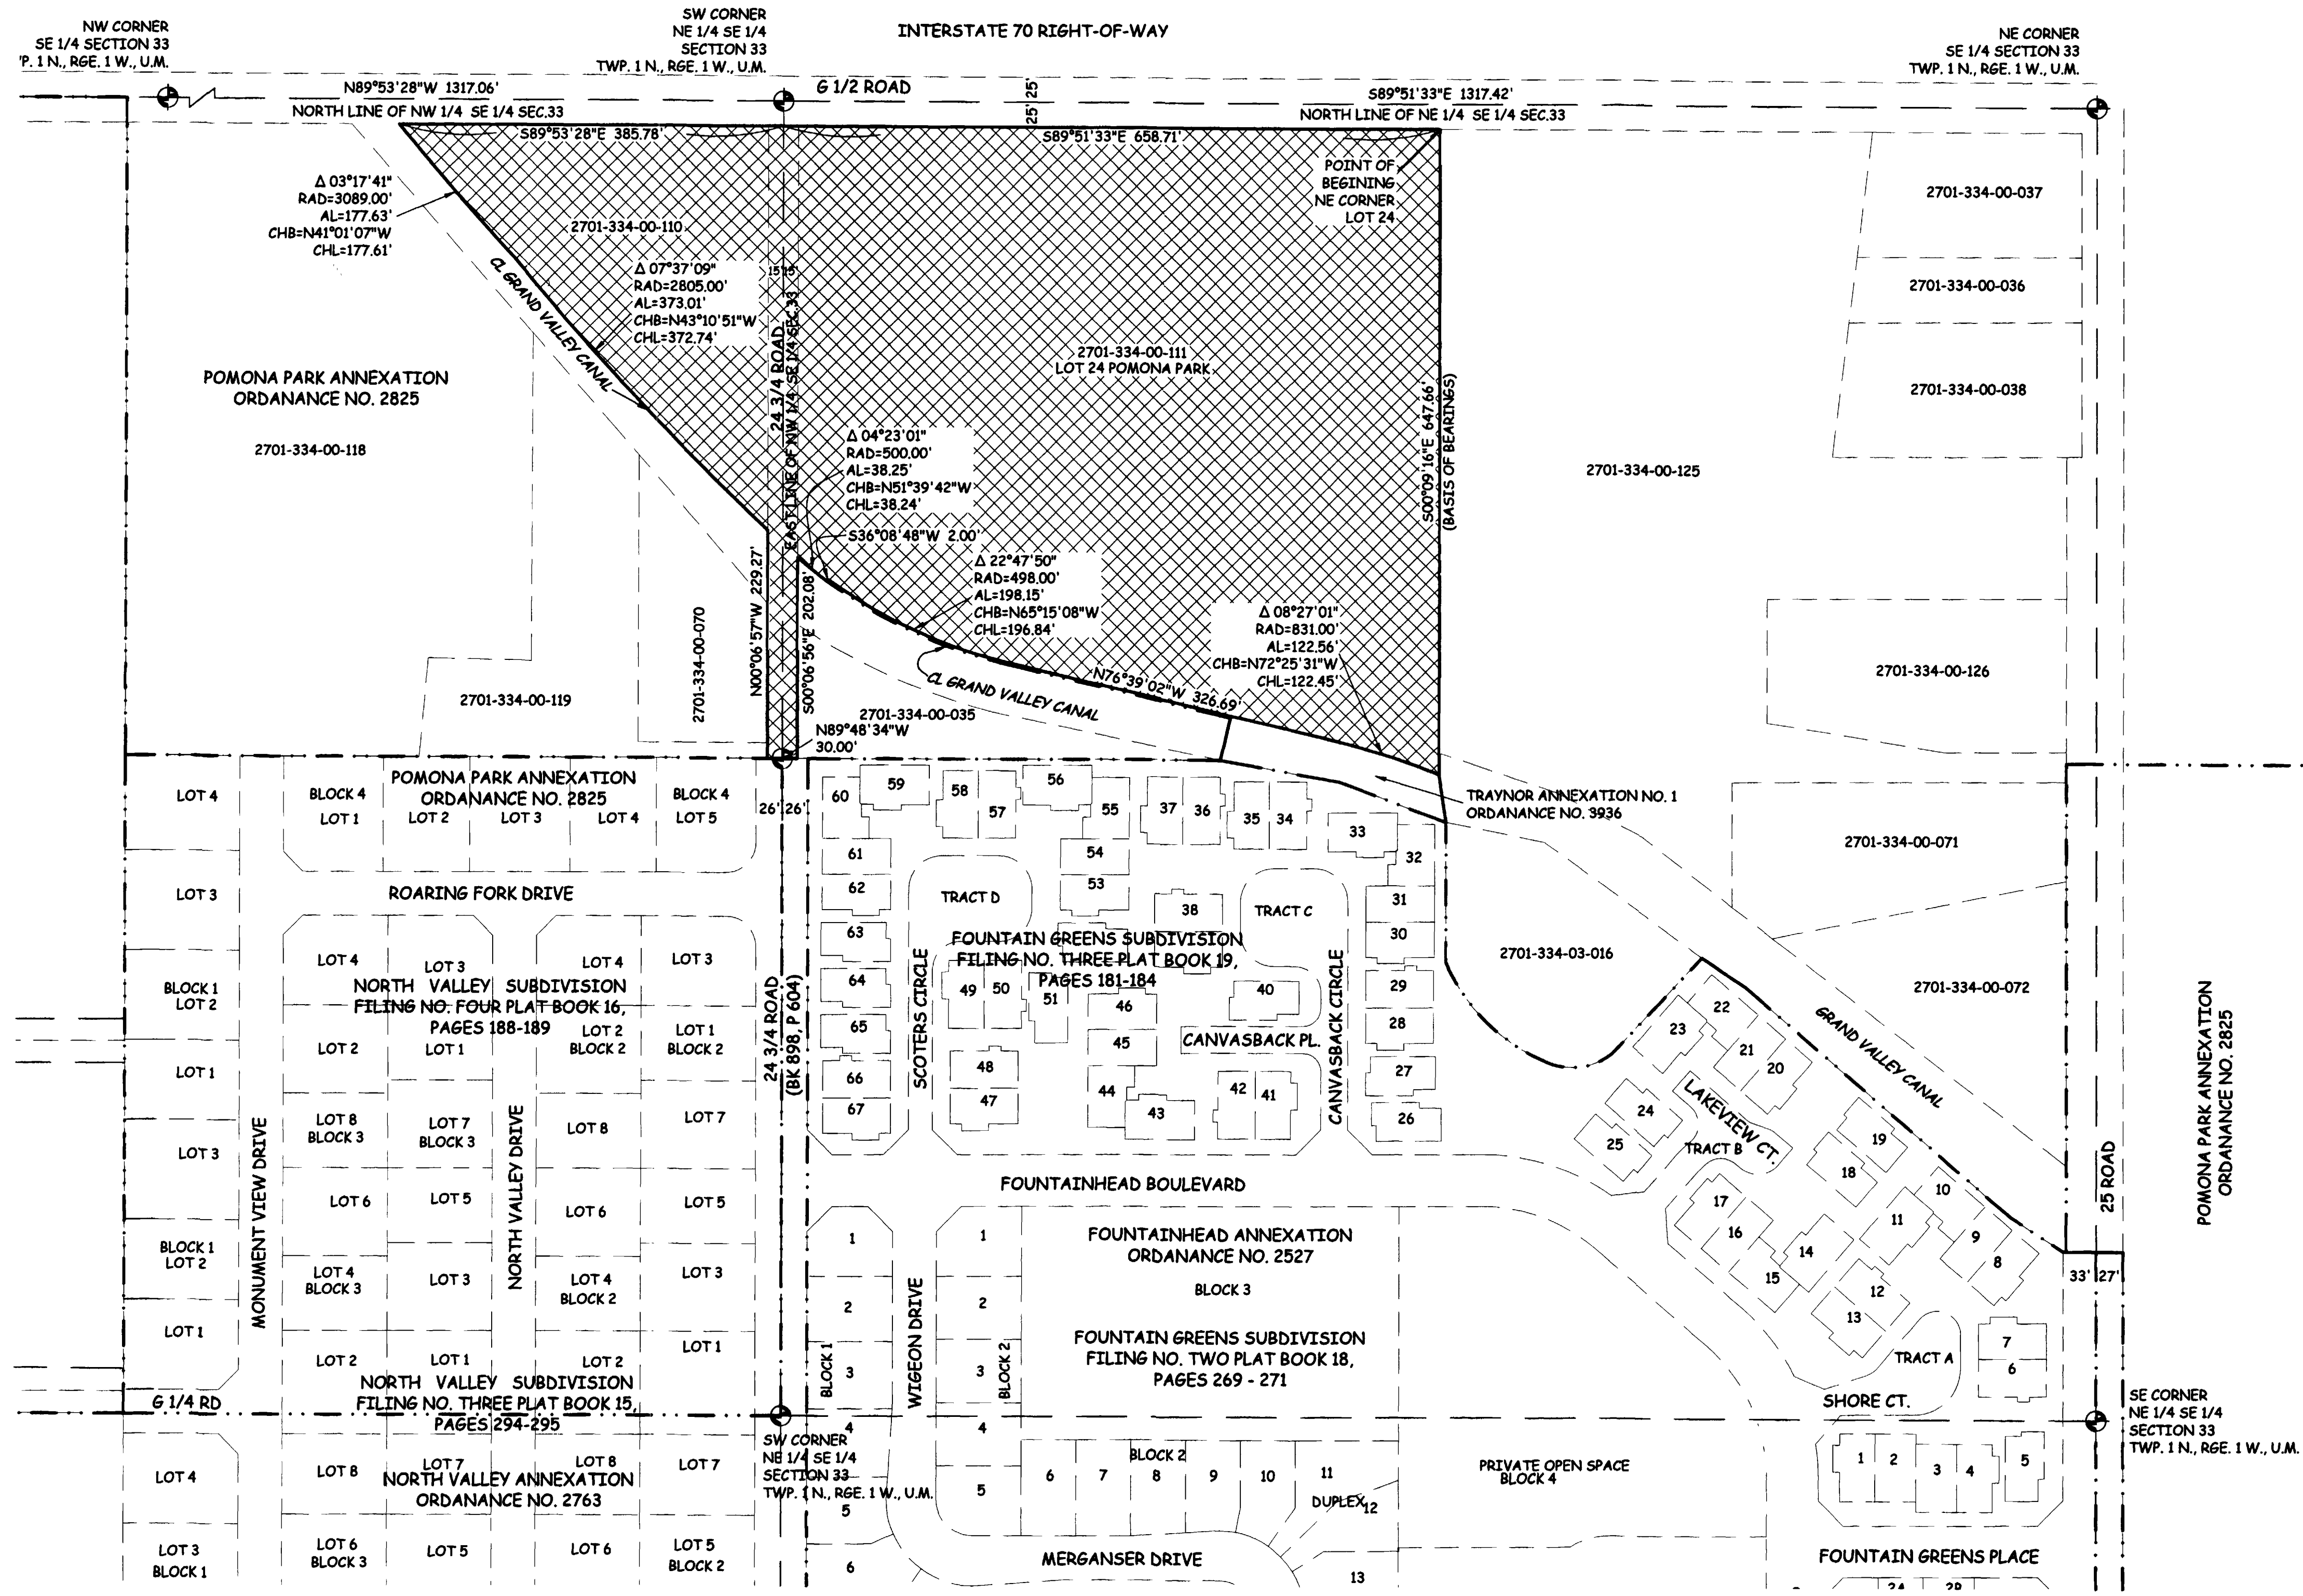 NW CORNER
SE 1/4 SECTION 33
'P. 1 N., RGE. 1 W., U.M.
SW CORNER
NE 1/4 SE 1/4
SECTION 33
TWP. 1 N., RGE. 1 W., U.M.
INTERSTATE 70 RIGHT-OF-WAY
NE CORNER
SE 1/4 SECTION 33
TWP. 1 N., RGE. 1 W., U.M.
N89°53'28"W 1317.06'
G 1/2 ROAD
25' 25'
S89°51'33"E 1317.42'
NORTH LINE OF NW 1/4 SE 1/4 SEC.33
NORTH LINE OF NE 1/4 SE 1/4 SEC.33
S89°53'28"E 385.78'
S89°51'33"E 658.71'
POINT OF
BEGINING
NE CORNER
LOT 24
Δ 03°17'41"
RAD=3089.00'
AL=177.63'
CHB=N41°01'07"W
CHL=177.61'
2701-334-00-110
Δ 07°37'09"
RAD=2805.00'
AL=373.01'
CHB=N43°10'51"W
CHL=372.74'
15'15'
24 3/4 ROAD
EAST LINE OF NW 1/4 SE 1/4 SEC.33
CL GRAND VALLEY CANAL
2701-334-00-111
LOT 24 POMONA PARK
S00°09'16"E 647.66'
(BASIS OF BEARINGS)
2701-334-00-037
2701-334-00-036
2701-334-00-038
2701-334-00-125
POMONA PARK ANNEXATION
ORDANANCE NO. 2825
2701-334-00-118
Δ 04°23'01"
RAD=500.00'
AL=38.25'
CHB=N51°39'42"W
CHL=38.24'
S36°08'48"W 2.00'
Δ 22°47'50"
RAD=498.00'
AL=198.15'
CHB=N65°15'08"W
CHL=196.84'
Δ 08°27'01"
RAD=831.00'
AL=122.56'
CHB=N72°25'31"W
CHL=122.45'
N00°06'57"W 229.27'
S00°06'56"E 202.08'
2701-334-00-070
2701-334-00-119
N76°39'02"W 326.69'
CL GRAND VALLEY CANAL
2701-334-00-035
N89°48'34"W
30.00'
2701-334-00-126
TRAYNOR ANNEXATION NO. 1
ORDANANCE NO. 3936
2701-334-00-071
2701-334-03-016
2701-334-00-072
GRAND VALLEY CANAL
POMONA PARK ANNEXATION
ORDANANCE NO. 2825
25 ROAD
33' 27'
POMONA PARK ANNEXATION
ORDANANCE NO. 2825
LOT 4
BLOCK 4
LOT 1
LOT 2
LOT 3
LOT 4
BLOCK 4
LOT 5
26' 26'
LOT 3
ROARING FORK DRIVE
LOT 4
LOT 3
LOT 4
LOT 3
NORTH VALLEY SUBDIVISION
FILING NO. FOUR PLAT BOOK 16,
PAGES 188-189
BLOCK 1
LOT 2
LOT 2
LOT 1
LOT 2
BLOCK 2
LOT 1
BLOCK 2
LOT 1
24 3/4 ROAD
(BK 898, P 604)
LOT 8
BLOCK 3
LOT 7
BLOCK 3
LOT 8
LOT 7
LOT 3
MONUMENT VIEW DRIVE
NORTH VALLEY DRIVE
LOT 6
LOT 5
LOT 6
LOT 5
BLOCK 1
LOT 2
LOT 4
BLOCK 3
LOT 3
LOT 4
BLOCK 2
LOT 3
LOT 1
LOT 2
LOT 1
LOT 2
LOT 1
NORTH VALLEY SUBDIVISION
FILING NO. THREE PLAT BOOK 15,
PAGES 294-295
G 1/4 RD
LOT 4
LOT 8
LOT 7
LOT 8
LOT 7
NORTH VALLEY ANNEXATION
ORDANANCE NO. 2763
LOT 3
BLOCK 1
LOT 6
BLOCK 3
LOT 5
LOT 6
LOT 5
BLOCK 2
60
59
58
57
56
55
37
36
35
34
33
32
61
62
54
53
TRACT D
38
TRACT C
31
30
63
64
65
66
67
FOUNTAIN GREENS SUBDIVISION
FILING NO. THREE PLAT BOOK 19,
PAGES 181-184
SCOTERS CIRCLE
49
50
51
46
45
44
43
48
47
40
CANVASBACK PL.
42
41
CANVASBACK CIRCLE
29
28
27
26
22
23
21
20
24
25
LAKEVIEW CT.
TRACT B
19
18
17
16
15
14
13
12
11
10
9
8
7
6
TRACT A
SHORE CT.
FOUNTAINHEAD BOULEVARD
1
2
3
4
5
6
BLOCK 1
WIGEON DRIVE
1
2
3
4
5
BLOCK 2
FOUNTAINHEAD ANNEXATION
ORDANANCE NO. 2527
BLOCK 3
FOUNTAIN GREENS SUBDIVISION
FILING NO. TWO PLAT BOOK 18,
PAGES 269 - 271
SW CORNER
NE 1/4 SE 1/4
SECTION 33
TWP. 1 N., RGE. 1 W., U.M.
BLOCK 2
6
7
8
9
10
11
DUPLEX
12
13
MERGANSER DRIVE
PRIVATE OPEN SPACE
BLOCK 4
1
2
3
4
5
FOUNTAIN GREENS PLACE
SE CORNER
NE 1/4 SE 1/4
SECTION 33
TWP. 1 N., RGE. 1 W., U.M.